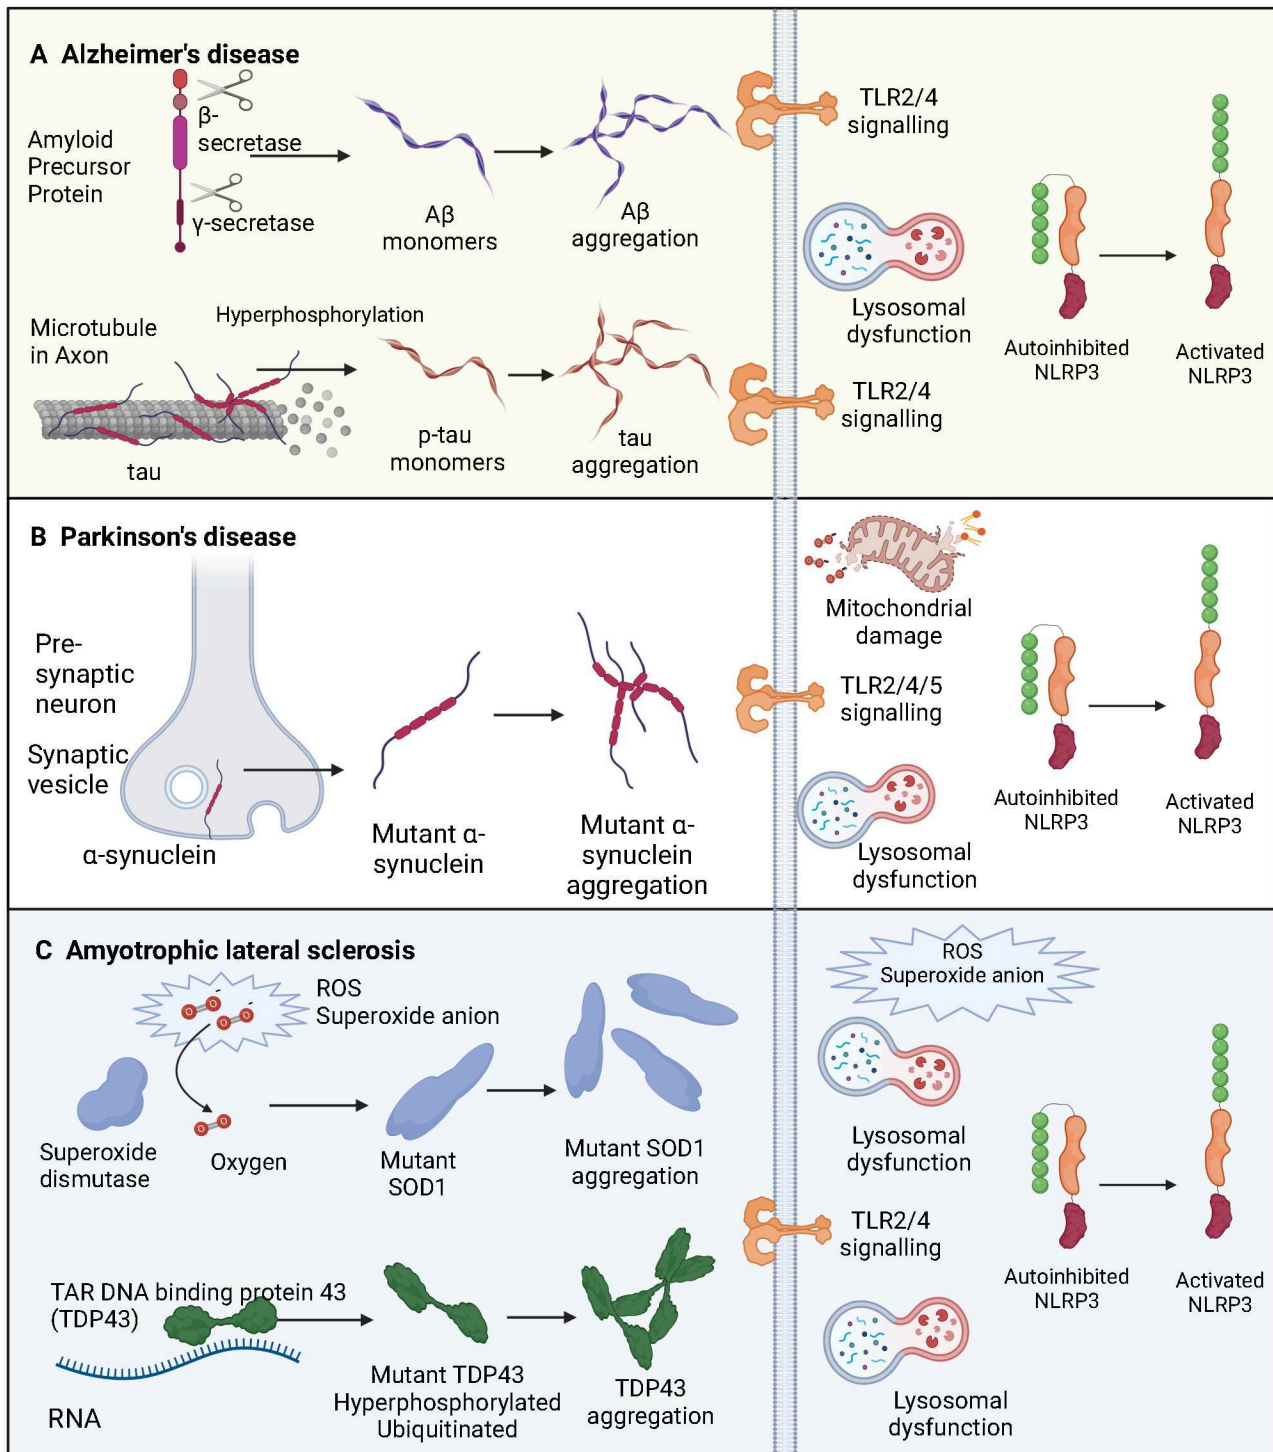 A  Alzheimer's disease
Amyloid
Precursor
Protein
β-
secretase
γ-secretase
Aβ
monomers
Aβ
aggregation
TLR2/4
signalling
Lysosomal
dysfunction
Autoinhibited
NLRP3
Activated
NLRP3
Microtubule
in Axon
Hyperphosphorylation
tau
p-tau
monomers
tau
aggregation
TLR2/4
signalling
B  Parkinson's disease
Pre-
synaptic
neuron
Synaptic
vesicle
α-synuclein
Mutant α-
synuclein
Mutant α-
synuclein
aggregation
Mitochondrial
damage
TLR2/4/5
signalling
Lysosomal
dysfunction
Autoinhibited
NLRP3
Activated
NLRP3
C  Amyotrophic lateral sclerosis
O O
O O
ROS
Superoxide anion
Superoxide
dismutase
O O
Oxygen
Mutant
SOD1
Mutant SOD1
aggregation
ROS
Superoxide anion
Lysosomal
dysfunction
TLR2/4
signalling
Autoinhibited
NLRP3
Activated
NLRP3
TAR DNA binding protein 43
(TDP43)
RNA
Mutant TDP43
Hyperphosphorylated
Ubiquitinated
TDP43
aggregation
Lysosomal
dysfunction